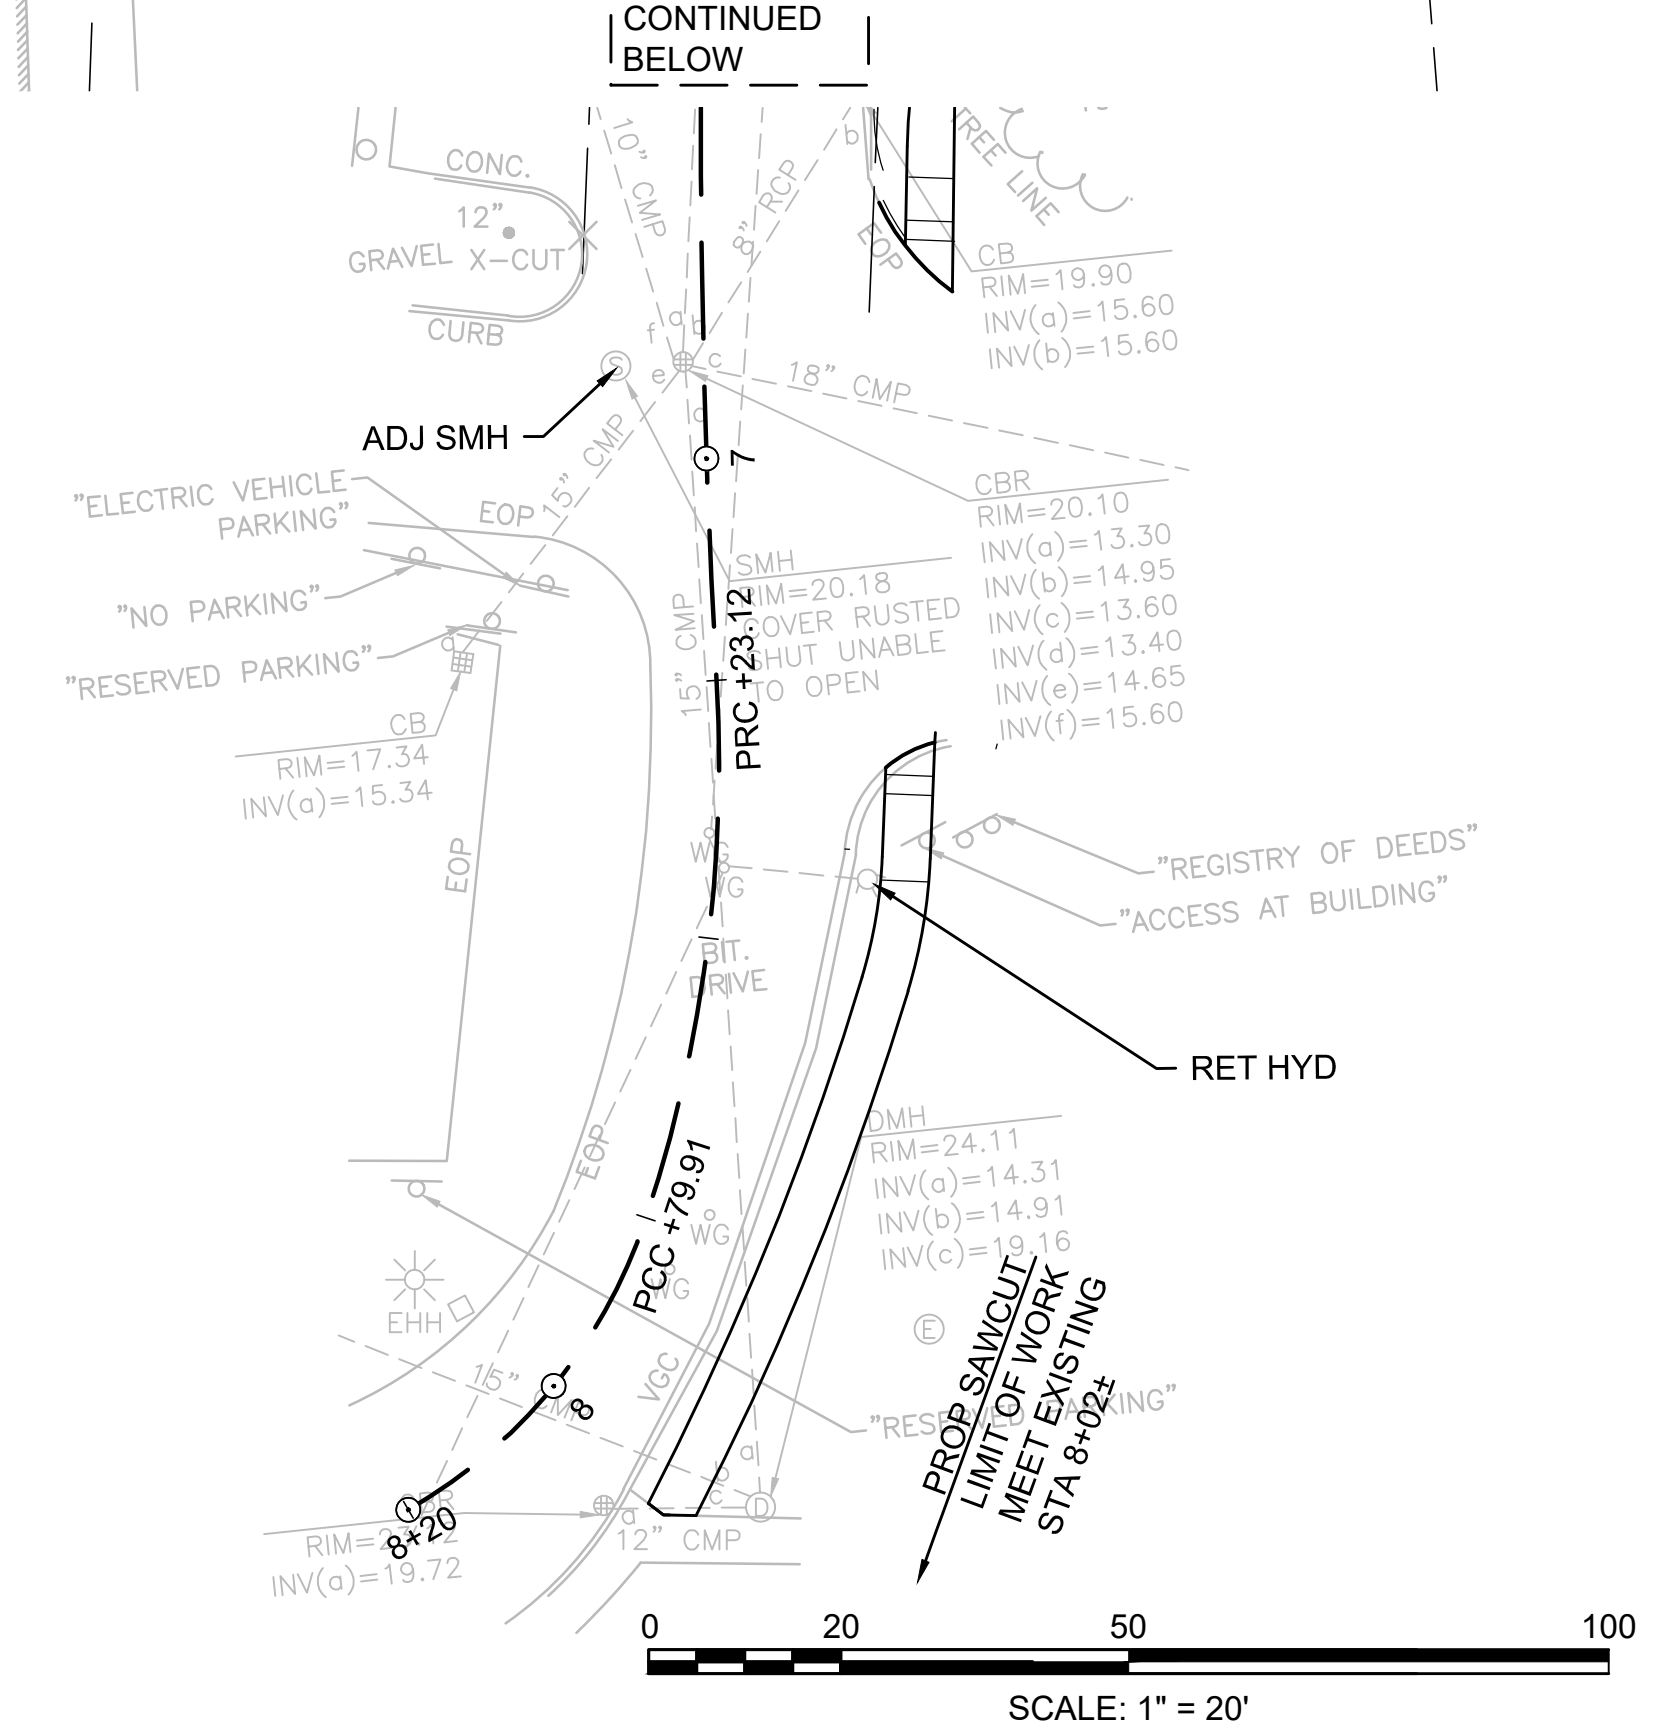 CONTINUED
BELOW
10" CMP
b
TREE LINE
CONC.
8" RCP
12"
GRAVEL X-CUT
EOP
CURB
CB
RIM=19.90
INV(a)=15.60
INV(b)=15.60
f
a
b
S
c
e
d
18" CMP
ADJ SMH
15" CMP
7
"ELECTRIC VEHICLE
PARKING"
EOP
CBR
RIM=20.10
INV(a)=13.30
INV(b)=14.95
INV(c)=13.60
INV(d)=13.40
INV(e)=14.65
INV(f)=15.60
SMH
RIM=20.18
COVER RUSTED
SHUT UNABLE
TO OPEN
"NO PARKING"
"RESERVED PARKING"
a
15" CMP
PRC +23.12
CB
RIM=17.34
INV(a)=15.34
EOP
WG
WG
"REGISTRY OF DEEDS"
"ACCESS AT BUILDING"
BIT.
DRIVE
RET HYD
DMH
RIM=24.11
INV(a)=14.31
INV(b)=14.91
INV(c)=19.16
EOP
PCC +79.91
WG
WG
EHH
E
PROP SAWCUT
LIMIT OF WORK
MEET EXISTING
STA 8+02±
15" CMP
VGC
8
"RESERVED PARKING"
a
b
c
D
CBR
8+20
INV(a)=19.72
a
12" CMP
0 20 50 100
SCALE: 1" = 20'